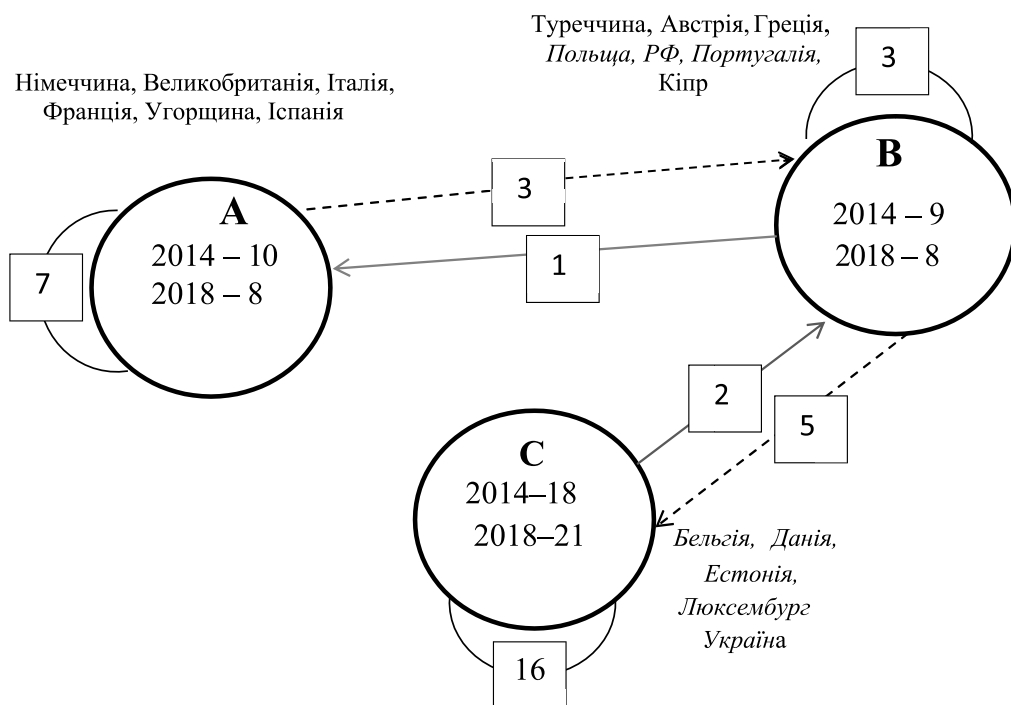 Туреччина, Австрія, Греція,
Польща, РФ, Португалія,
Кіпр
3
Німеччина, Великобританія, Італія,
Франція, Угорщина, Іспанія
B
2014 – 9
2018 – 8
3
A
2014 – 10
2018 – 8
1
7
2
5
C
2014–18
2018–21
Бельгія, Данія,
Естонія,
Люксембург
Україна
16